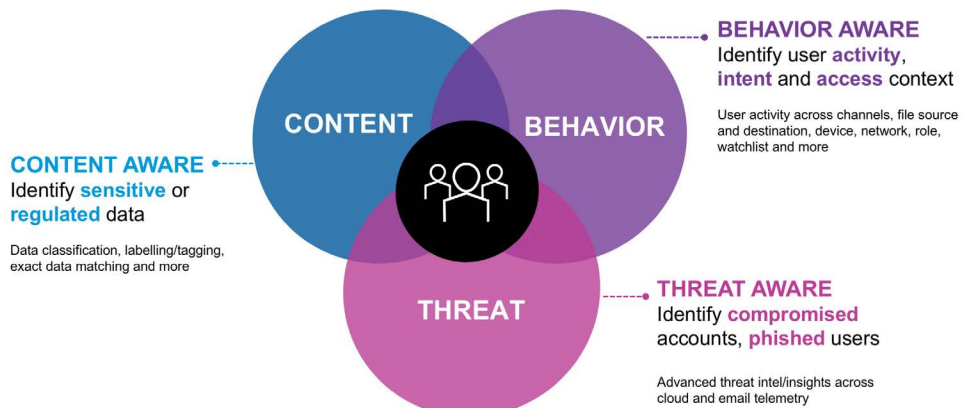 BEHAVIOR AWARE
Identify user activity,
intent and access context
User activity across channels, file source
and destination, device, network, role,
watchlist and more
CONTENT
BEHAVIOR
CONTENT AWARE
Identify sensitive or
regulated data
Data classification, labelling/tagging,
exact data matching and more
THREAT
THREAT AWARE
Identify compromised
accounts, phished users
Advanced threat intel/insights across
cloud and email telemetry